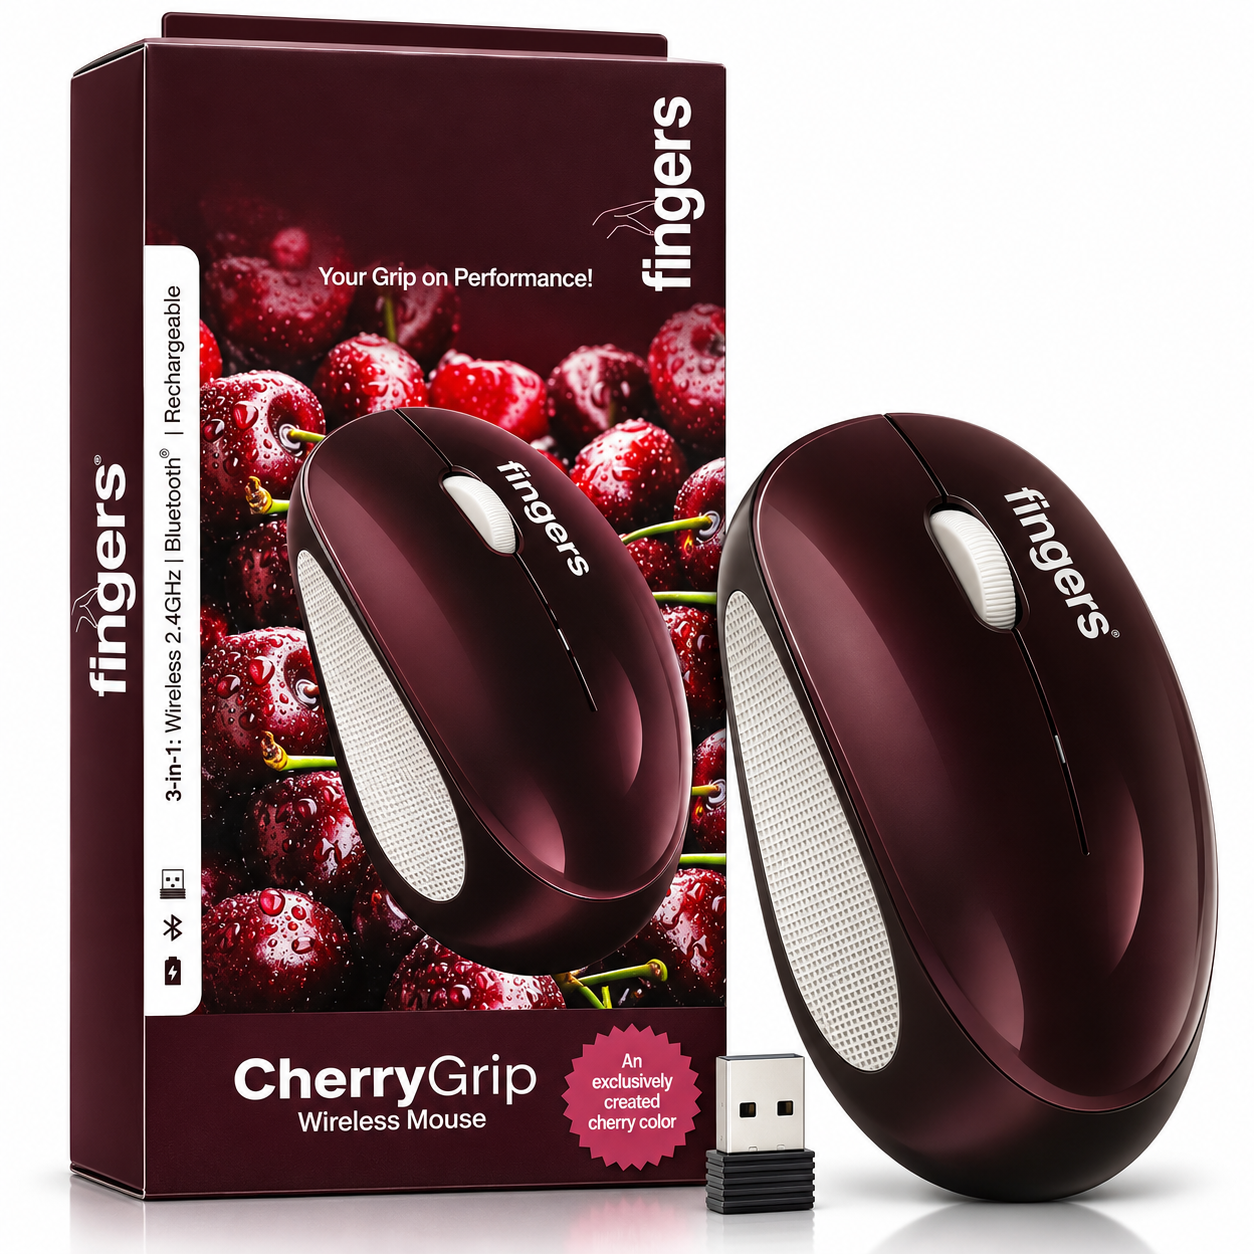 fingers
Your Grip on Performance!
fingers®
3-in-1: Wireless 2.4GHz | Bluetooth® | Rechargeable
fingers
fingers®
CherryGrip
Wireless Mouse
An
exclusively
created
cherry color